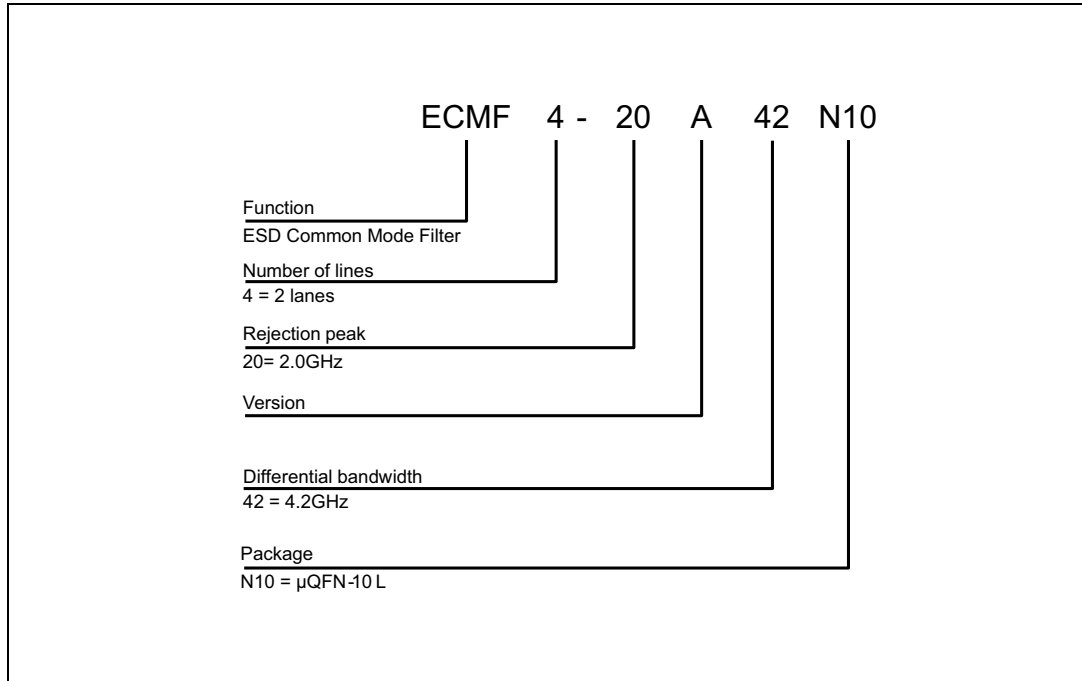 ECMF 4 - 20 A 42 N10
Function
ESD Common Mode Filter
Number of lines
4 = 2 lanes
Rejection peak
20= 2.0GHz
Version
Differential bandwidth
42 = 4.2GHz
Package
N10 = µQFN-10 L